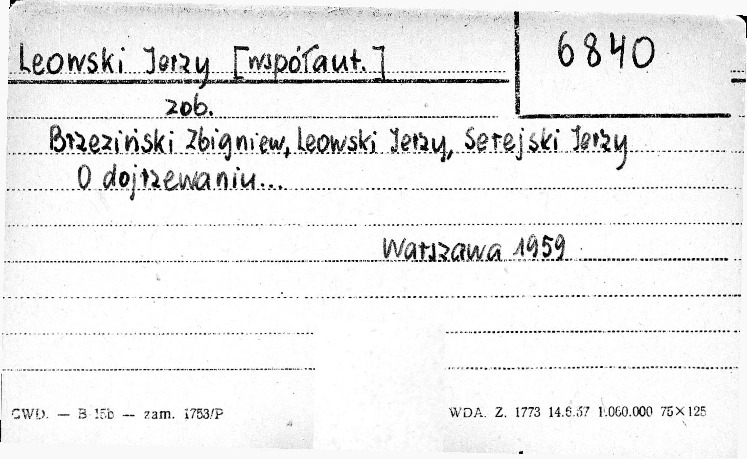 Leowski Jerzy [współaut.]
6840
zob.
Brzeziński Zbigniew, Leowski Jerzy, Serejski Jerzy
O dojrzewaniu...
Warszawa 1959
CWD. — B 15b — zam. 1753/P
WDA. Z. 1773 14.6.57 1.060.000 75×125